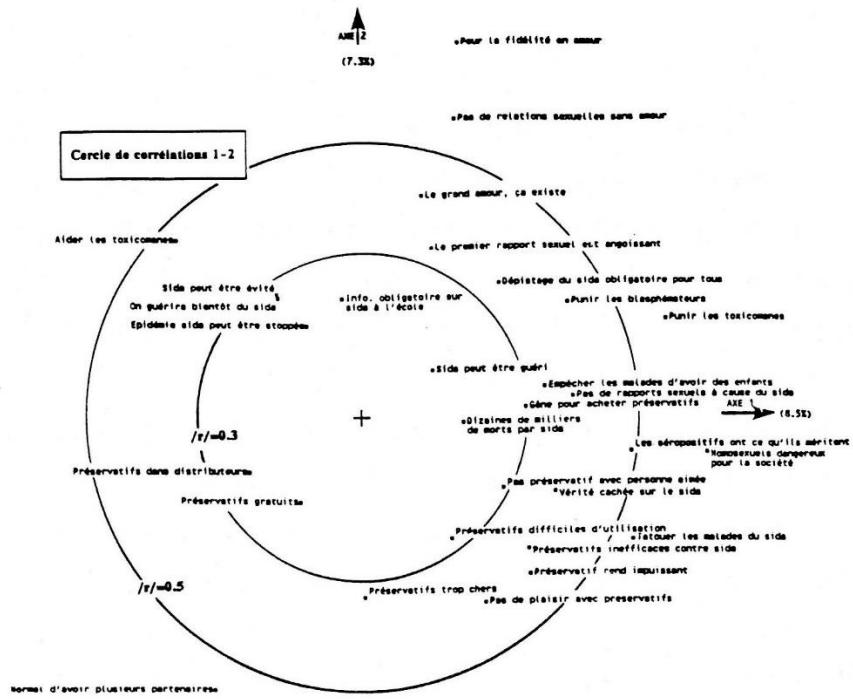 AXE 2
(7.3%)
Pour la fidélité en amour
Pas de relations sexuelles sans amour
Cercle de corrélations 1-2
Le grand amour, ca existe
Aider les toxicomanes
Le premier rapport sexuel est angoissant
Dépistage du sida obligatoire pour tous
Sida peut être évité
On guérira bientôt du sida
Info. obligatoire sur
sida à l'école
Punir les blasphémateurs
Epidémie sida peut être stoppée
Punir les toxicomanes
Sida peut être guéri
Empécher les malades d'avoir des enfants
Pas de rapports sexuels à cause du sida
Gêne pour acheter préservatifs
AXE 1
(8.5%)
Dizaines de milliers
de morts par sida
/r/=0.3
Les séropositifs ont ce qu'ils méritent
Homosexuels dangereux
pour la société
Préservatifs dans distributeurs
Pas préservatif avec personne aimée
Vérité cachée sur le sida
Préservatifs gratuits
Préservatifs difficiles d'utilisation
Tatouer les malades du sida
Préservatifs inefficaces contre sida
Préservatif rend impuissant
/r/=0.5
Préservatifs trop chers
Pas de plaisir avec preservatifs
Normal d'avoir plusieurs partenaires